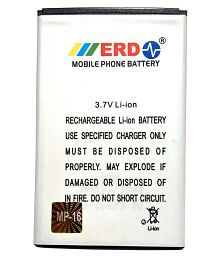 ERD
MOBILE PHONE BATTERY
3.7V Li-ion
RECHARGEABLE Li-ion BATTERY
USE SPECIFIED CHARGER ONLY
MUST BE DISPOSED OF
PROPERLY. MAY EXPLODE IF
DAMAGED OR DISPOSED OF
IN FIRE. DO NOT SHORT CIRCUIT
MP-16
Li-ion